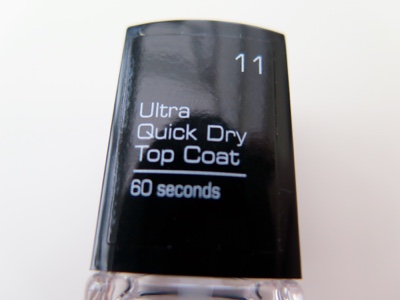 11
Ultra
Quick Dry
Top Coat
60 seconds